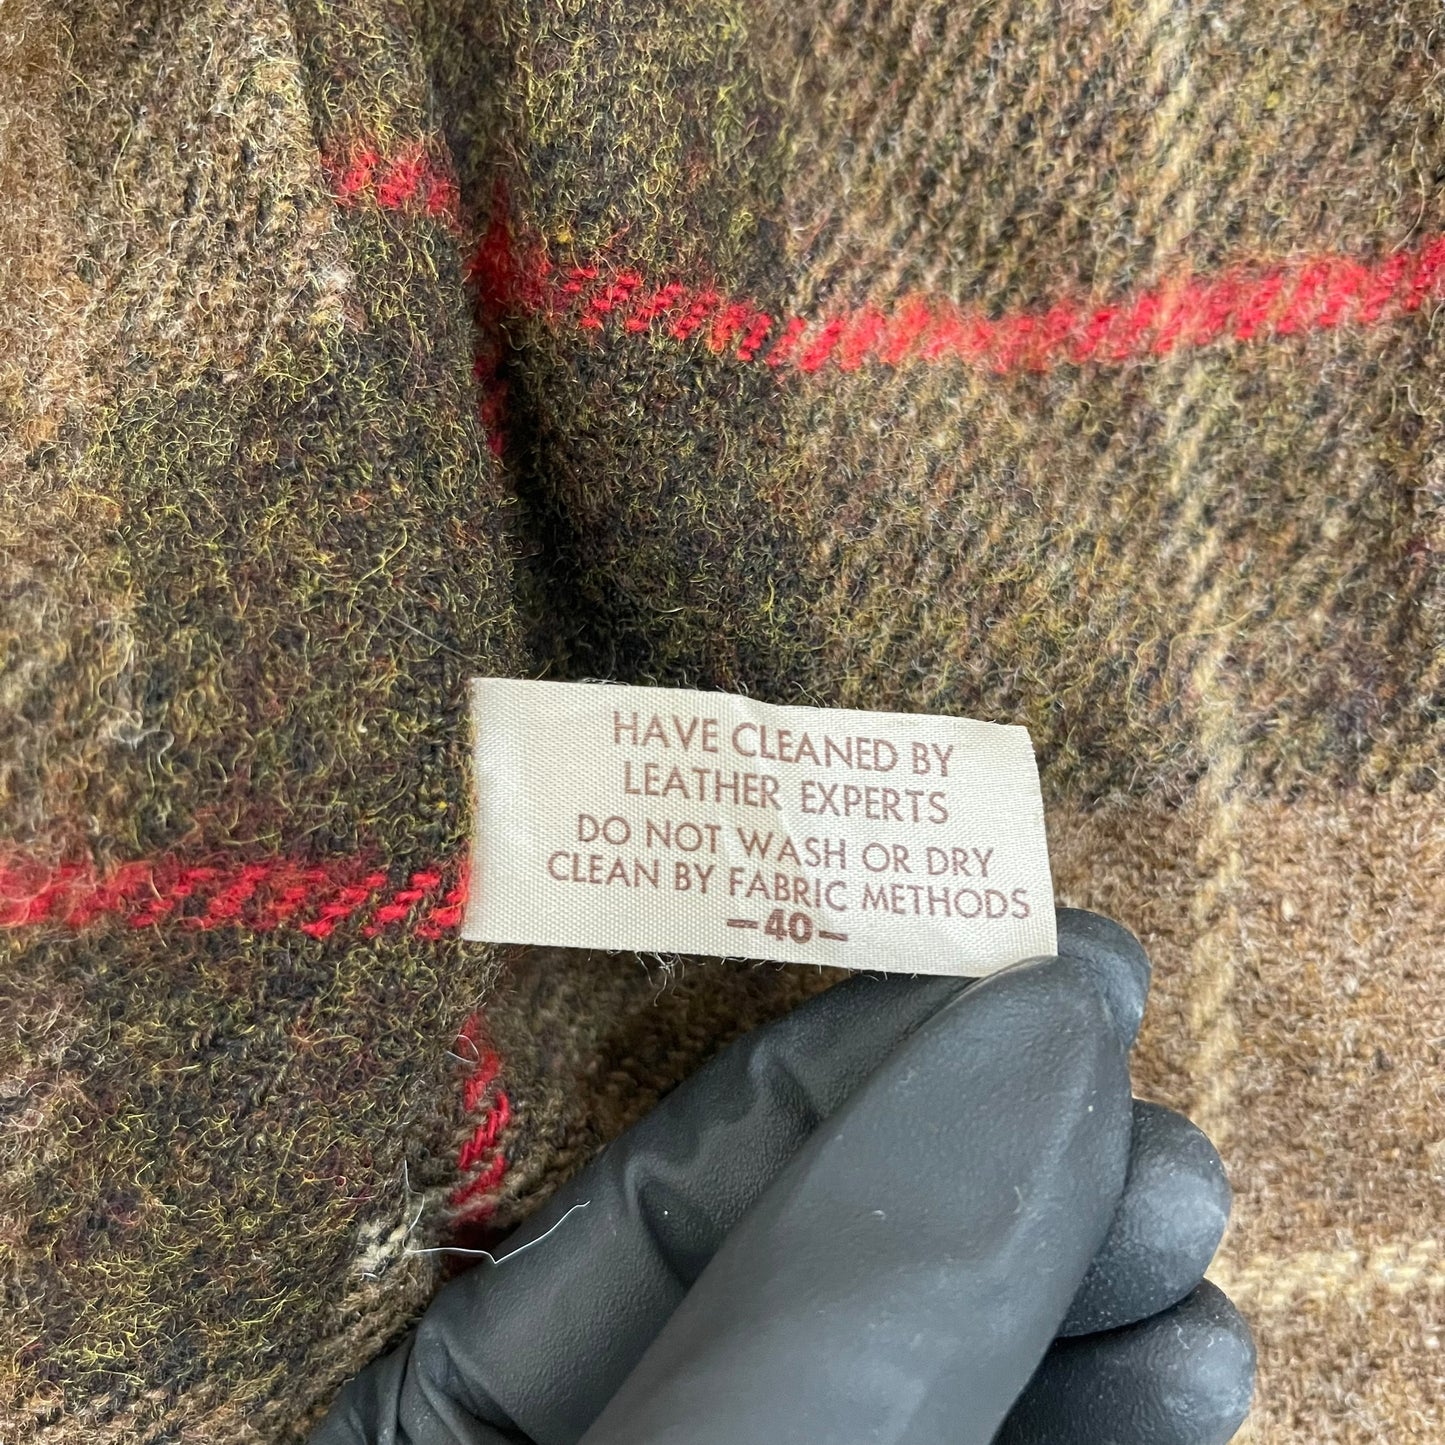 HAVE CLEANED BY
LEATHER EXPERTS
DO NOT WASH OR DRY
CLEAN BY FABRIC METHODS
-40-